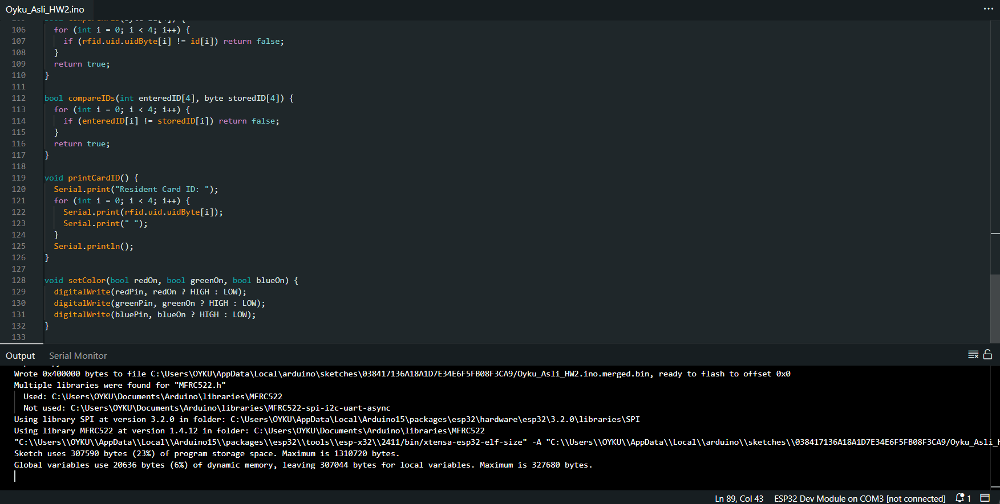 Oyku_Asli_HW2.ino
106 for (int i = 0; i < 4; i++) {
107 if (rfid.uid.uidByte[i] != id[i]) return false;
108 }
109 return true;
110 }
111
112 bool compareIDs(int enteredID[4], byte storedID[4]) {
113 for (int i = 0; i < 4; i++) {
114 if (enteredID[i] != storedID[i]) return false;
115 }
116 return true;
117 }
118
119 void printCardID() {
120 Serial.print("Resident Card ID: ");
121 for (int i = 0; i < 4; i++) {
122 Serial.print(rfid.uid.uidByte[i]);
123 Serial.print(" ");
124 }
125 Serial.println();
126 }
127
128 void setColor(bool redOn, bool greenOn, bool blueOn) {
129 digitalWrite(redPin, redOn ? HIGH : LOW);
130 digitalWrite(greenPin, greenOn ? HIGH : LOW);
131 digitalWrite(bluePin, blueOn ? HIGH : LOW);
132 }
133
Output Serial Monitor
Wrote 0x400000 bytes to file C:\Users\OYKU\AppData\Local\arduino\sketches\038417136A18A1D7E34E6F5FB08F3CA9/Oyku_Asli_HW2.ino.merged.bin, ready to flash to offset 0x0
Multiple libraries were found for "MFRC522.h"
Used: C:\Users\OYKU\Documents\Arduino\libraries\MFRC522
Not used: C:\Users\OYKU\Documents\Arduino\libraries\MFRC522-spi-i2c-uart-async
Using library SPI at version 3.2.0 in folder: C:\Users\OYKU\AppData\Local\Arduino15\packages\esp32\hardware\esp32\3.2.0\libraries\SPI
Using library MFRC522 at version 1.4.12 in folder: C:\Users\OYKU\Documents\Arduino\libraries\MFRC522
"C:\\Users\\OYKU\\AppData\\Local\\Arduino15\\packages\\esp32\\tools\\esp-x32\\2411/bin/xtensa-esp32-elf-size" -A "C:\\Users\\OYKU\\AppData\\Local\\arduino\\sketches\\038417136A18A1D7E34E6F5FB08F3CA9/Oyku_Asli_H
Sketch uses 307590 bytes (23%) of program storage space. Maximum is 1310720 bytes.
Global variables use 20636 bytes (6%) of dynamic memory, leaving 307044 bytes for local variables. Maximum is 327680 bytes.
Ln 89, Col 43 ESP32 Dev Module on COM3 [not connected] 1